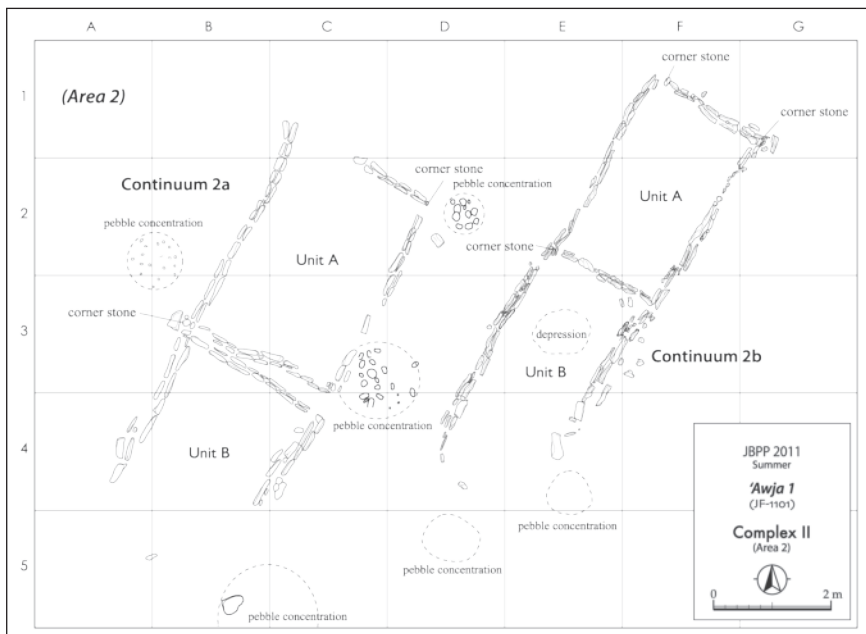 A B C D E F G
corner stone
1
(Area 2)
corner stone
Continuum 2a
corner stone
pebble concentration
2
Unit A
pebble concentration
corner stone
Unit A
corner stone
3
depression
Unit B
Continuum 2b
pebble concentration
4
Unit B
JBPP 2011
Summer
'Awja 1
(JF-1101)
Complex II
(Area 2)
0 2 m
pebble concentration
5
pebble concentration
pebble concentration